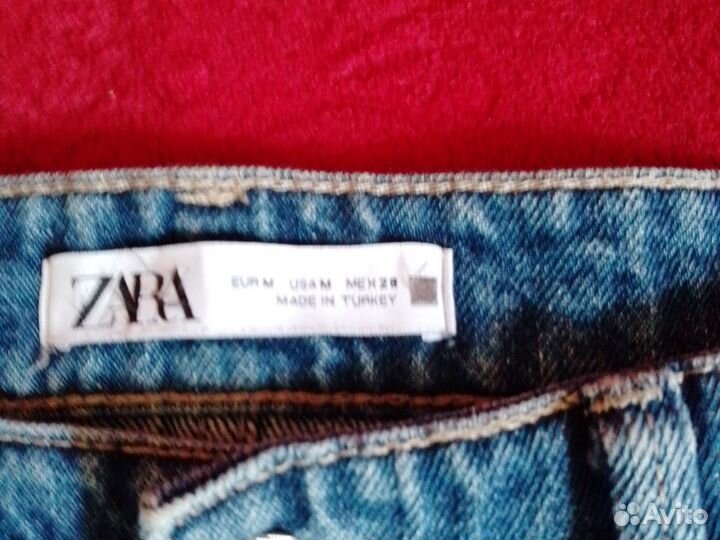 ZARA
EUR M USA M MEX 28
MADE IN TURKEY
Avito